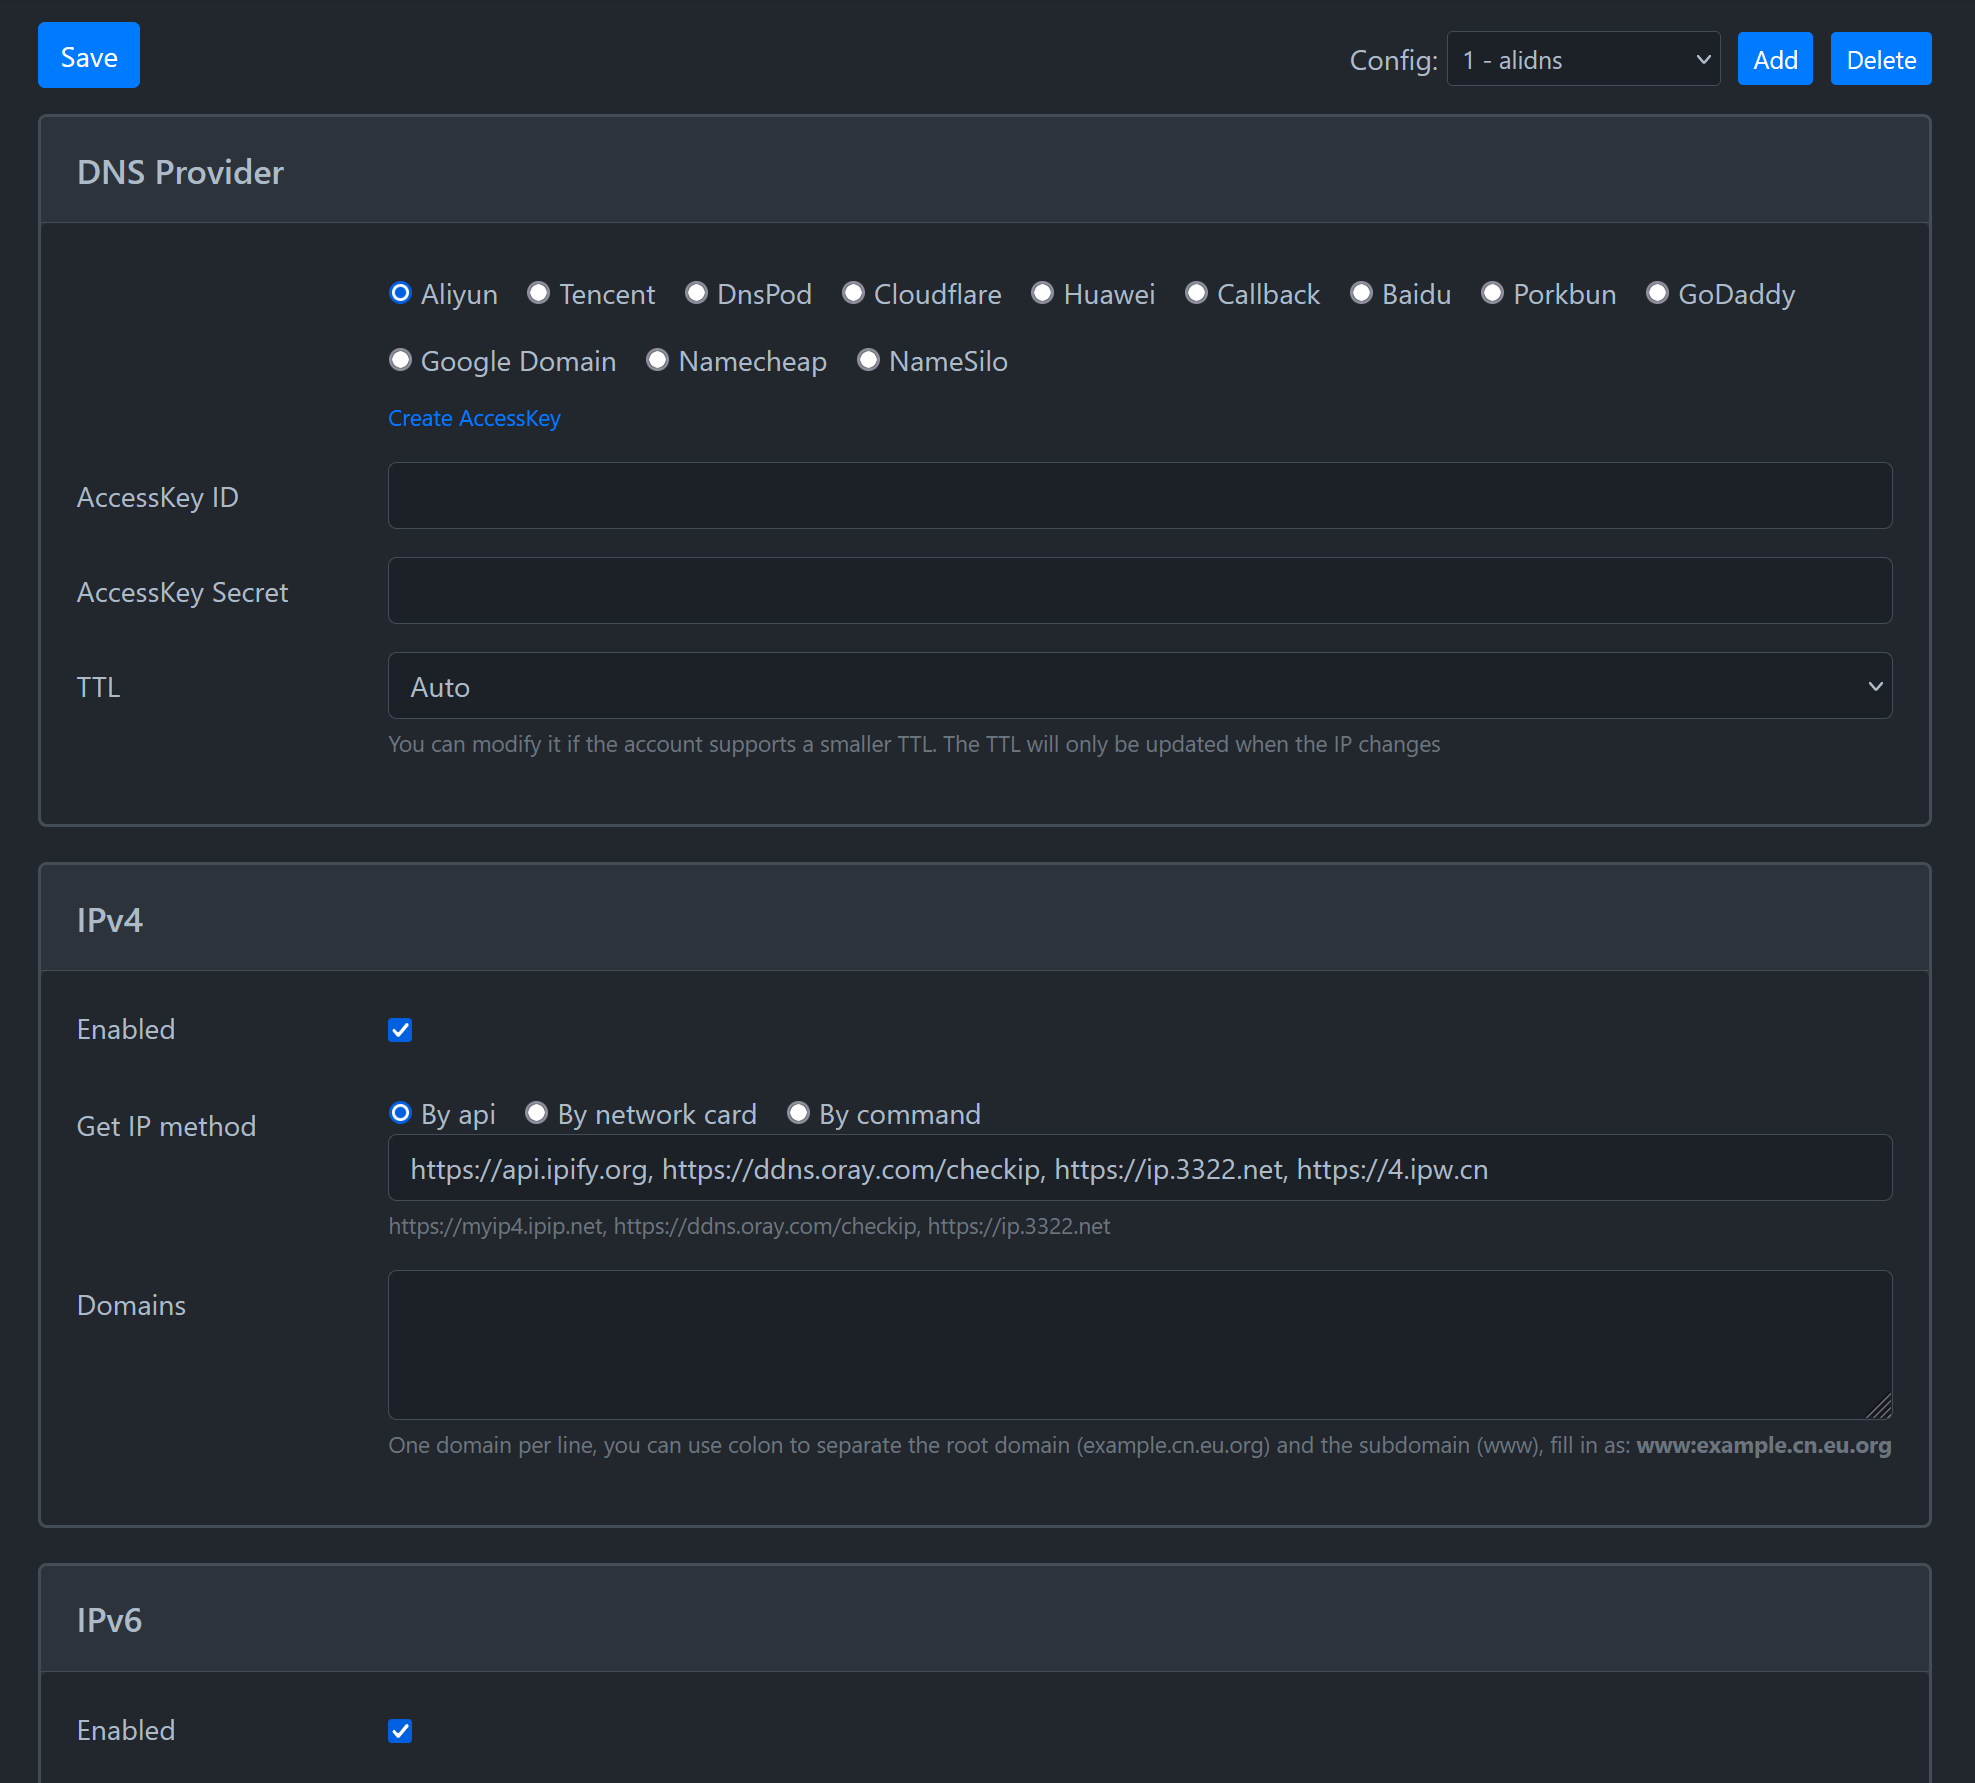 Save
Config: 1 - alidns Add Delete
DNS Provider
Aliyun Tencent DnsPod Cloudflare Huawei Callback Baidu Porkbun GoDaddy
Google Domain Namecheap NameSilo
Create AccessKey
AccessKey ID
AccessKey Secret
TTL Auto
You can modify it if the account supports a smaller TTL. The TTL will only be updated when the IP changes
IPv4
Enabled
Get IP method By api By network card By command
https://api.ipify.org, https://ddns.oray.com/checkip, https://ip.3322.net, https://4.ipw.cn
https://myip4.ipip.net, https://ddns.oray.com/checkip, https://ip.3322.net
Domains
One domain per line, you can use colon to separate the root domain (example.cn.eu.org) and the subdomain (www), fill in as: www:example.cn.eu.org
IPv6
Enabled